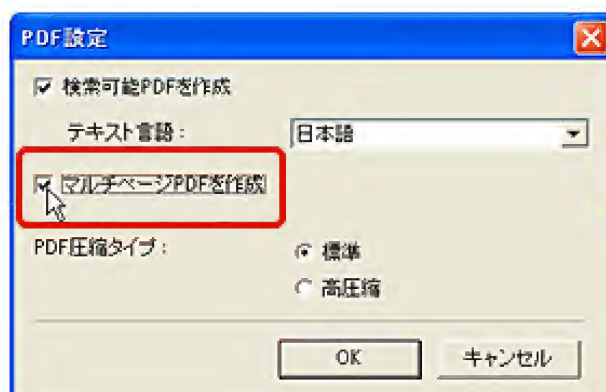 PDF設定
検索可能PDFを作成
テキスト言語： 日本語
マルチページPDFを作成
PDF圧縮タイプ： 標準
高圧縮
OK キャンセル